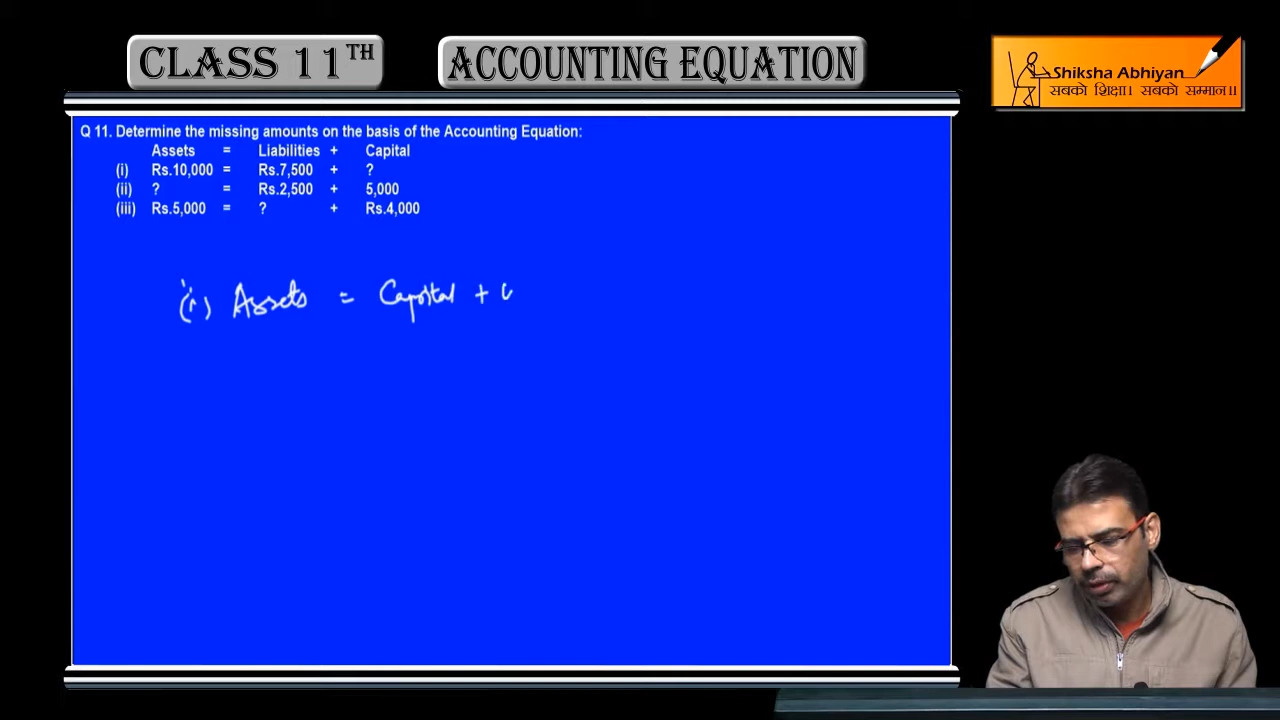 CLASS 11TH
ACCOUNTING EQUATION
Shiksha Abhiyan
सबको शिक्षा। सबको सम्मान।।
Q 11. Determine the missing amounts on the basis of the Accounting Equation:
Assets = Liabilities + Capital
(i) Rs.10,000 = Rs.7,500 + ?
(ii) ? = Rs.2,500 + 5,000
(iii) Rs.5,000 = ? + Rs.4,000
(i) Assets = Capital +